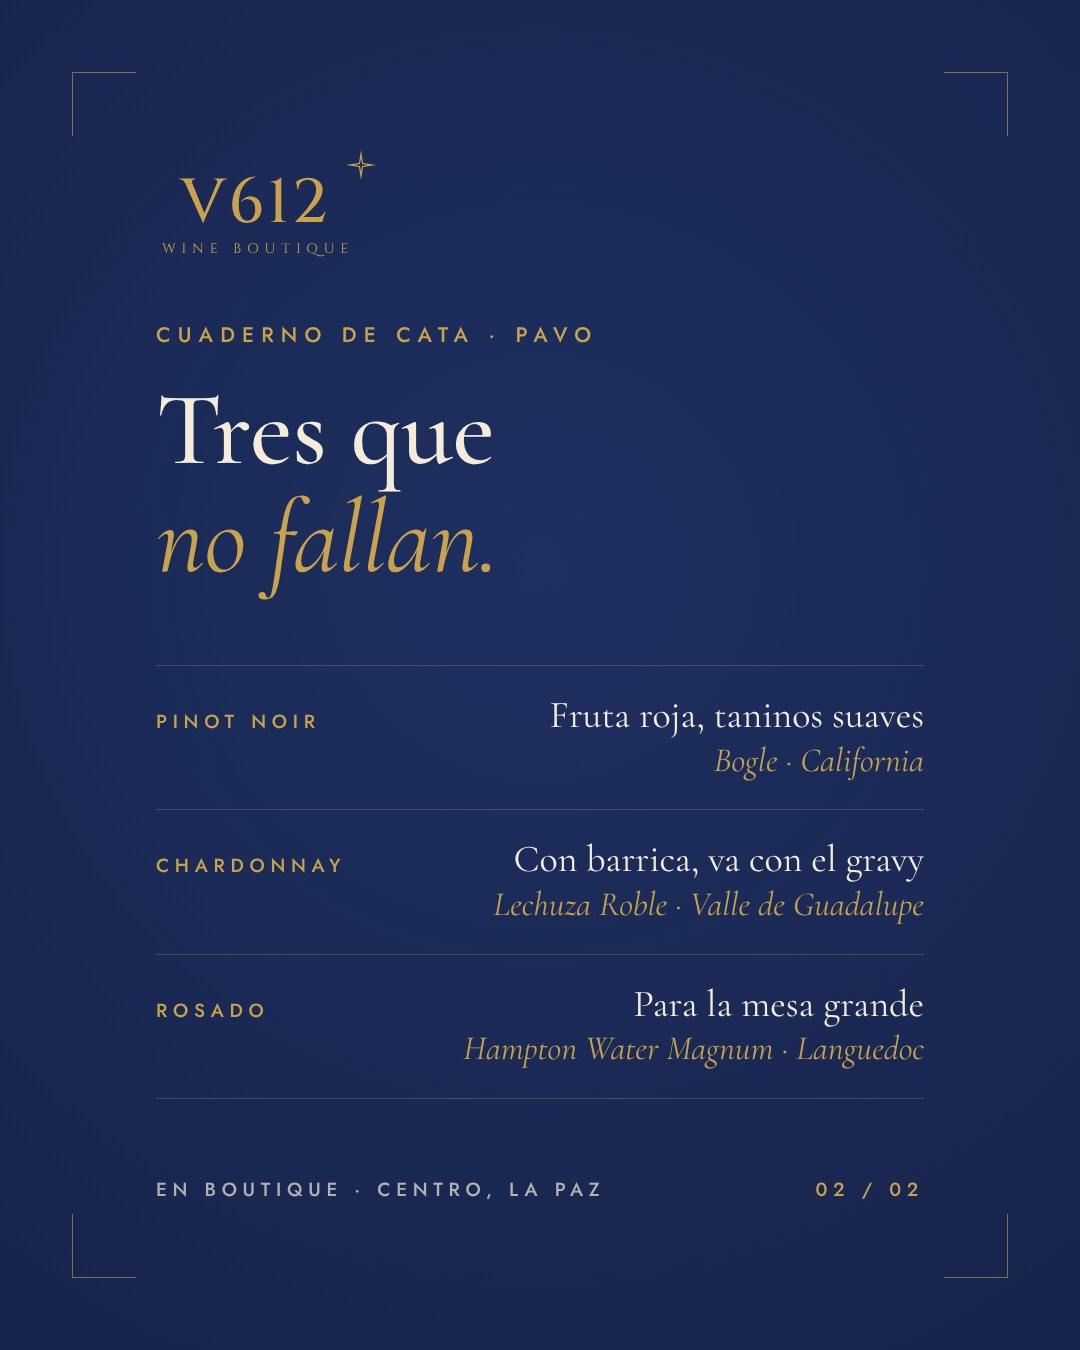 V612
WINE BOUTIQUE
CUADERNO DE CATA · PAVO
Tres que
no fallan.
PINOT NOIR
Fruta roja, taninos suaves
Bogle · California
CHARDONNAY
Con barrica, va con el gravy
Lechuza Roble · Valle de Guadalupe
ROSADO
Para la mesa grande
Hampton Water Magnum · Languedoc
EN BOUTIQUE · CENTRO, LA PAZ
02 / 02